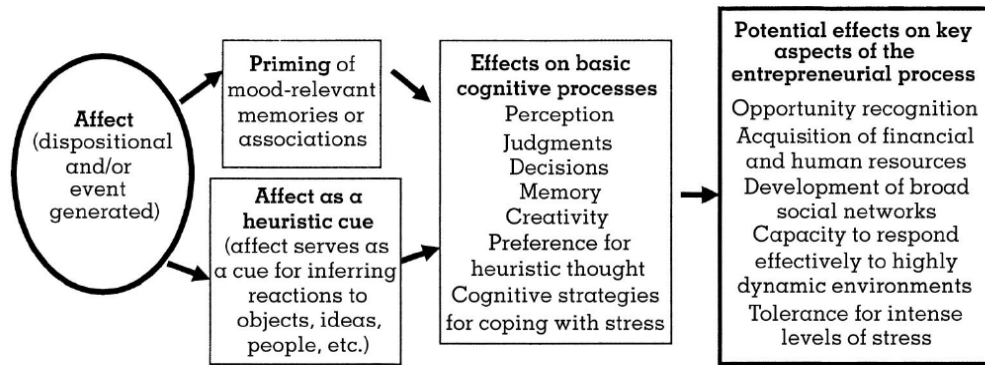 Affect
(dispositional
and/or
event
generated)
Priming of
mood-relevant
memories or
associations
Affect as a
heuristic cue
(affect serves as
a cue for inferring
reactions to
objects, ideas,
people, etc.)
Effects on basic
cognitive processes
Perception
Judgments
Decisions
Memory
Creativity
Preference for
heuristic thought
Cognitive strategies
for coping with stress
Potential effects on key
aspects of the
entrepreneurial process
Opportunity recognition
Acquisition of financial
and human resources
Development of broad
social networks
Capacity to respond
effectively to highly
dynamic environments
Tolerance for intense
levels of stress